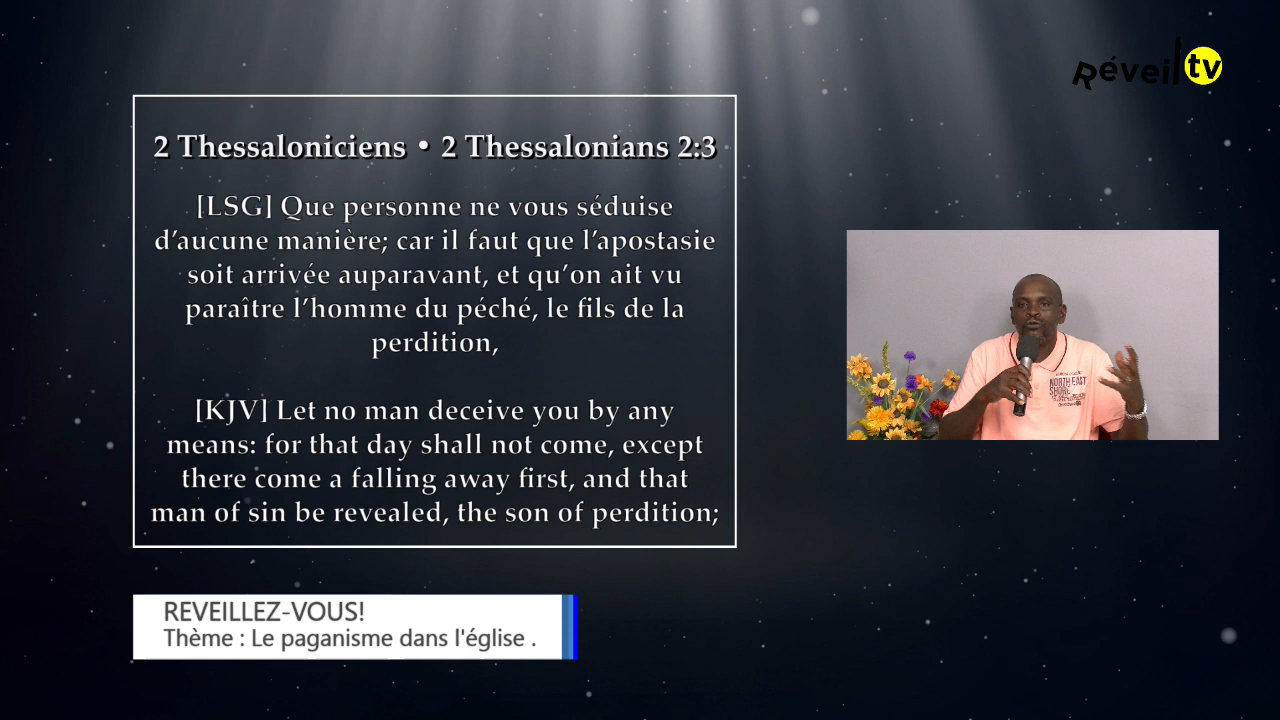 Réveil tv
2 Thessaloniciens • 2 Thessalonians 2:3
[LSG] Que personne ne vous séduise
d’aucune manière; car il faut que l’apostasie
soit arrivée auparavant, et qu’on ait vu
paraître l’homme du péché, le fils de la
perdition,
[KJV] Let no man deceive you by any
means: for that day shall not come, except
there come a falling away first, and that
man of sin be revealed, the son of perdition;
NORTH EAST
SHORE
REVEILLEZ-VOUS!
Thème : Le paganisme dans l'église .